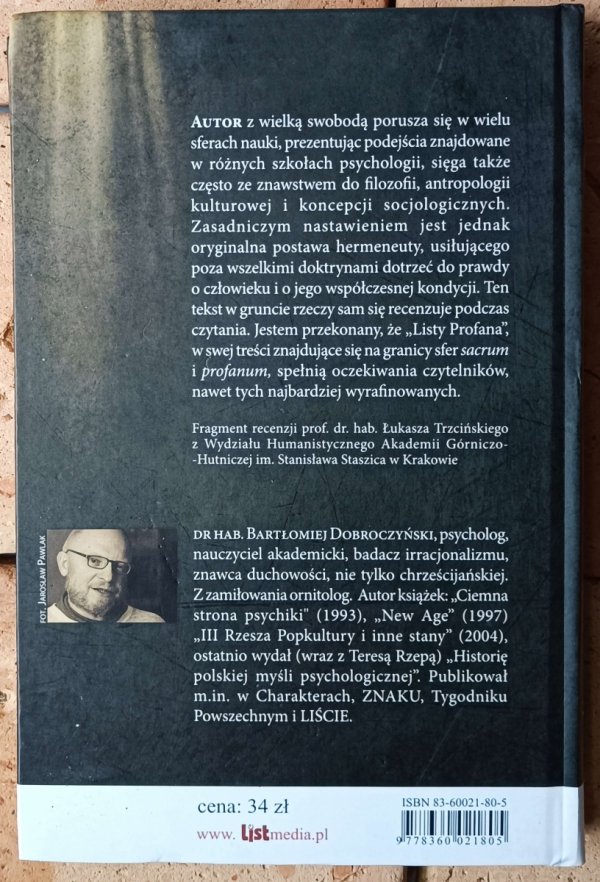 AUTOR z wielką swobodą porusza się w wielu
sferach nauki, prezentując podejścia znajdowane
w różnych szkołach psychologii, sięga także
często ze znawstwem do filozofii, antropologii
kulturowej i koncepcji socjologicznych.
Zasadniczym nastawieniem jest jednak
oryginalna postawa hermeneuty, usiłującego
poza wszelkimi doktrynami dotrzeć do prawdy
o człowieku i o jego współczesnej kondycji. Ten
tekst w gruncie rzeczy sam się recenzuje podczas
czytania. Jestem przekonany, że „Listy Profana”,
w swej treści znajdujące się na granicy sfer sacrum
i profanum, spełnią oczekiwania czytelników,
nawet tych najbardziej wyrafinowanych.
Fragment recenzji prof. dr. hab. Łukasza Trzcińskiego
z Wydziału Humanistycznego Akademii Górniczo-
-Hutniczej im. Stanisława Staszica w Krakowie
FOT. JAROSŁAW PAWLAK
DR HAB. BARTŁOMIEJ DOBROCZYŃSKI, psycholog,
nauczyciel akademicki, badacz irracjonalizmu,
znawca duchowości, nie tylko chrześcijańskiej.
Z zamiłowania ornitolog. Autor książek: „Ciemna
strona psychiki" (1993), „New Age” (1997)
„III Rzesza Popkultury i inne stany” (2004),
ostatnio wydał (wraz z Teresą Rzepą) „Historię
polskiej myśli psychologicznej”. Publikował
m.in. w Charakterach, ZNAKU, Tygodniku
Powszechnym i LIŚCIE.
cena: 34 zł
www. Listmedia.pl
ISBN 83-60021-80-5
9 778360 021805